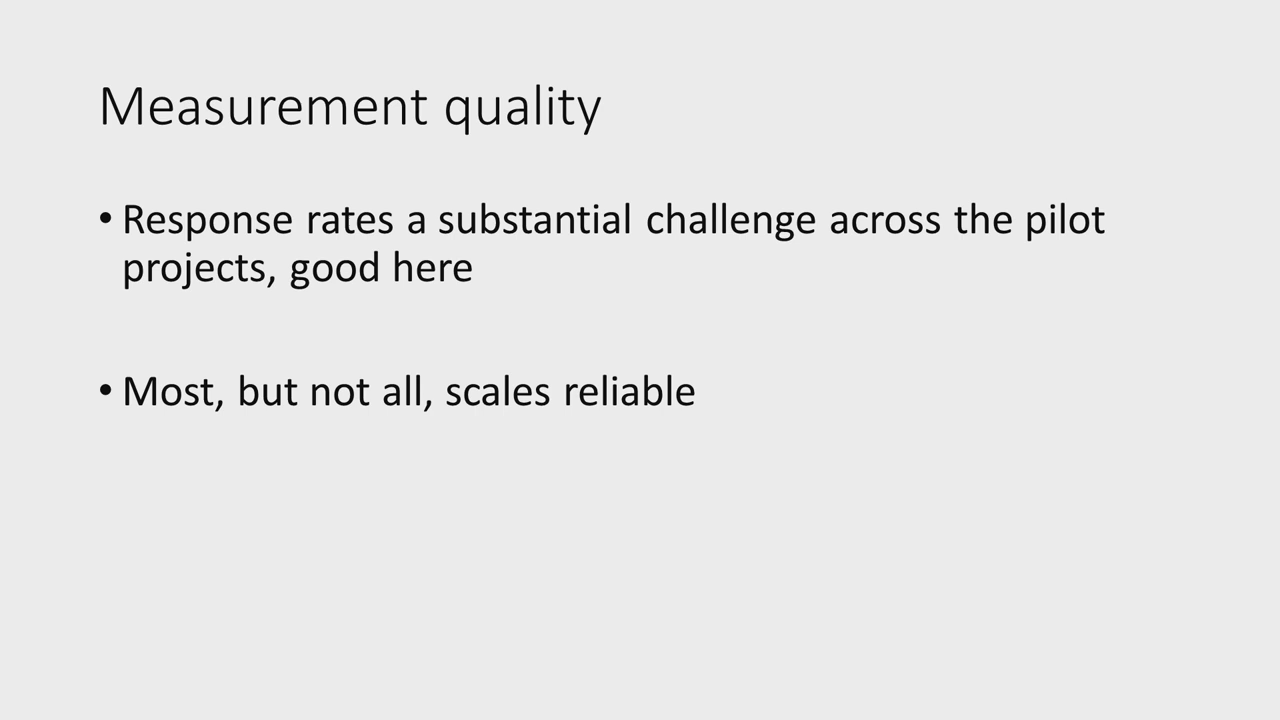 Measurement quality
• Response rates a substantial challenge across the pilot
projects, good here
• Most, but not all, scales reliable